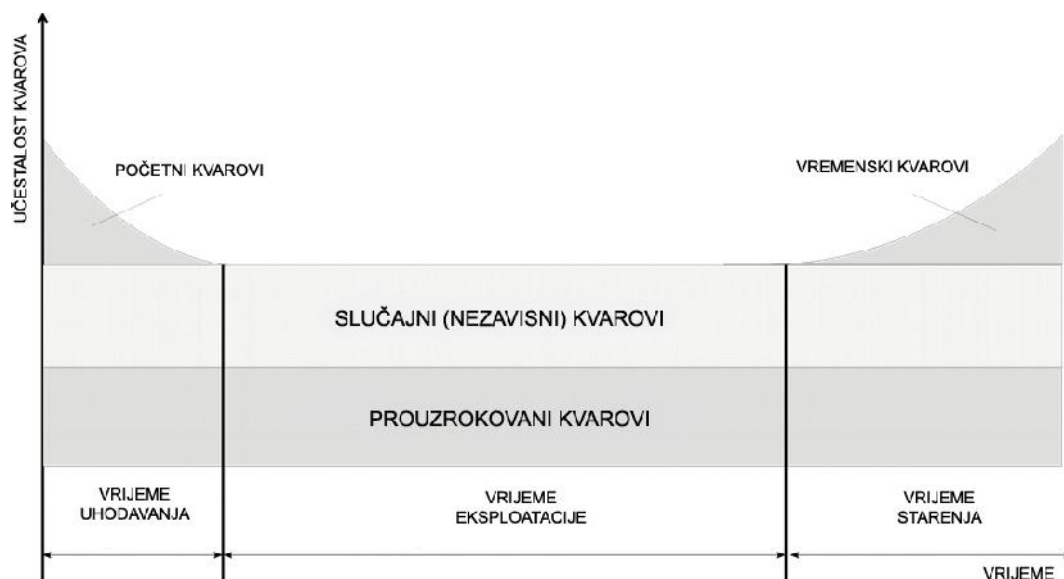 UČESTALOST KVAROVA
POČETNI KVAROVI
VREMENSKI KVAROVI
SLUČAJNI (NEZAVISNI) KVAROVI
PROUZROKOVANI KVAROVI
VRIJEME
UHODAVANJA
VRIJEME
EKSPLOATACIJE
VRIJEME
STARENJA
VRIJEME